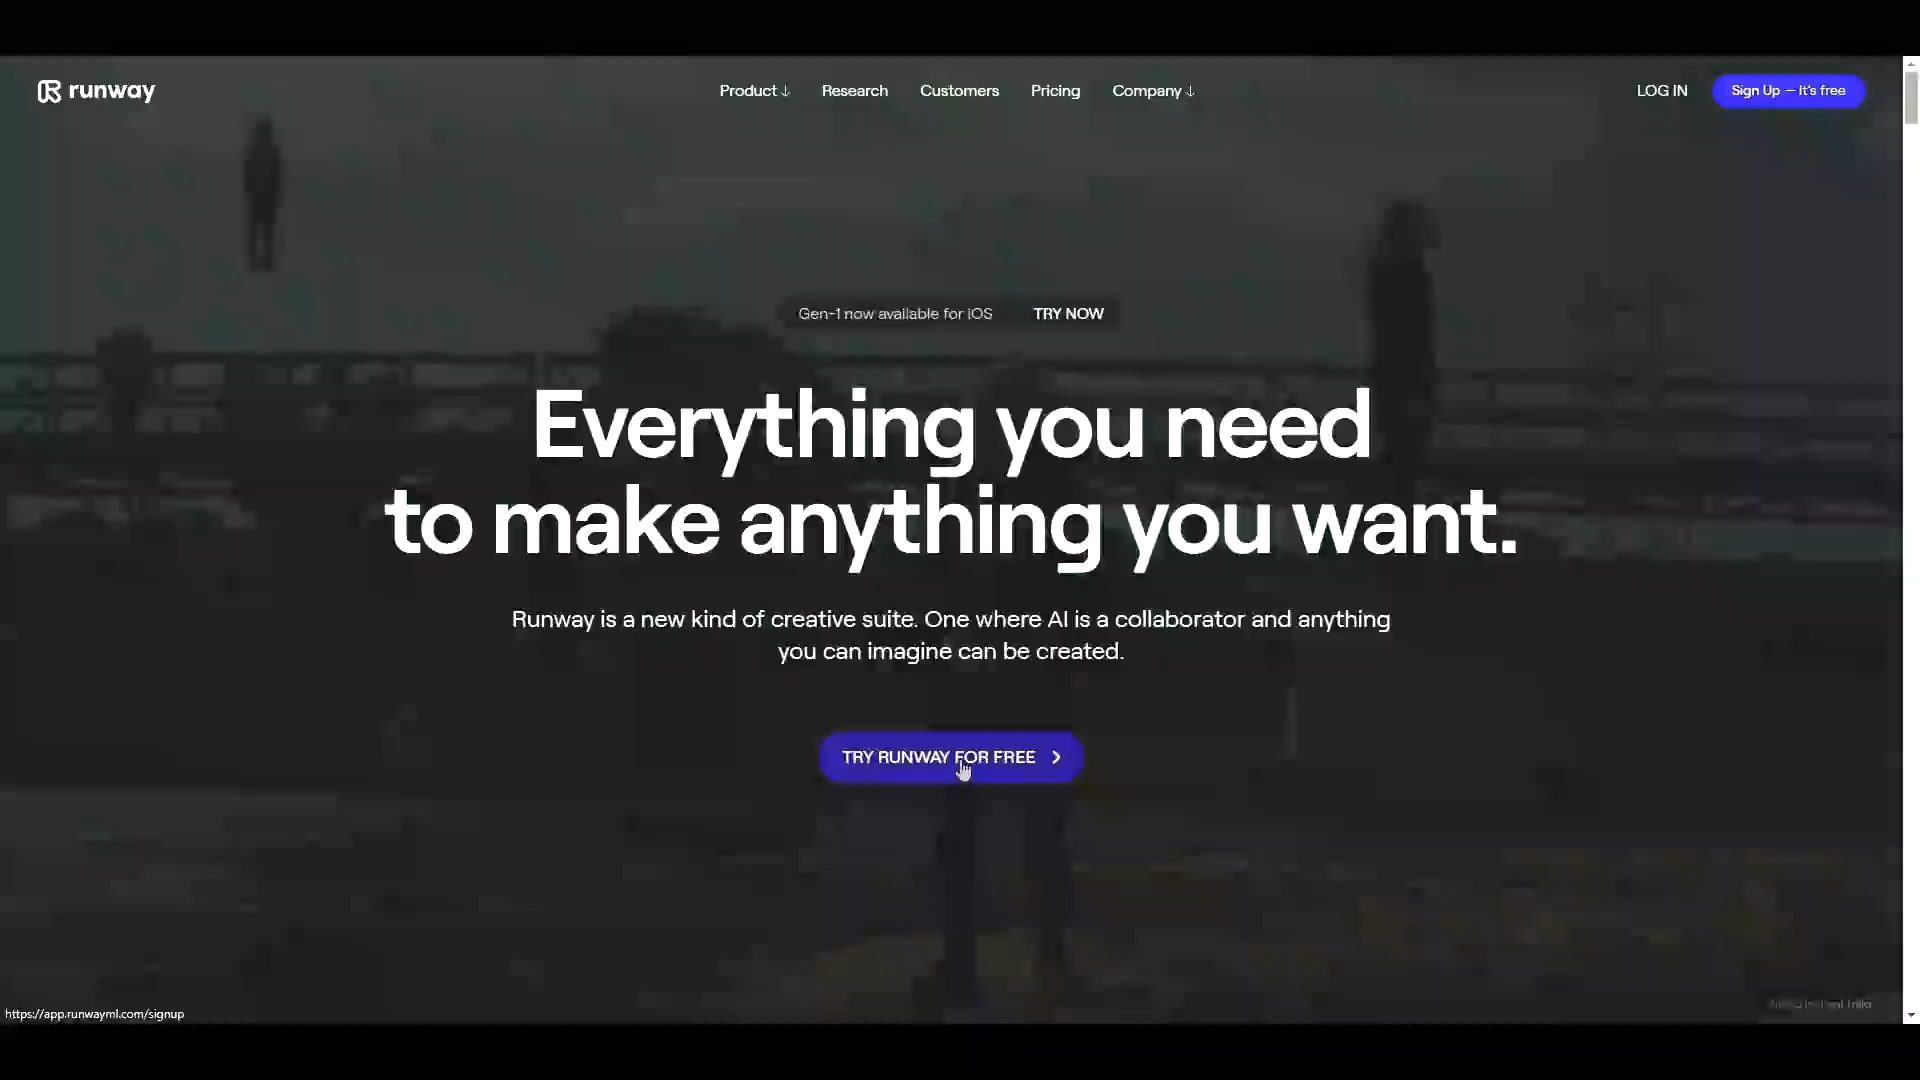 runway
Product ↓
Research
Customers
Pricing
Company ↓
LOG IN
Sign Up — It's free
Gen-1 now available for iOS
TRY NOW
Everything you need
to make anything you want.
Runway is a new kind of creative suite. One where AI is a collaborator and anything
you can imagine can be created.
TRY RUNWAY FOR FREE
https://app.runwayml.com/signup